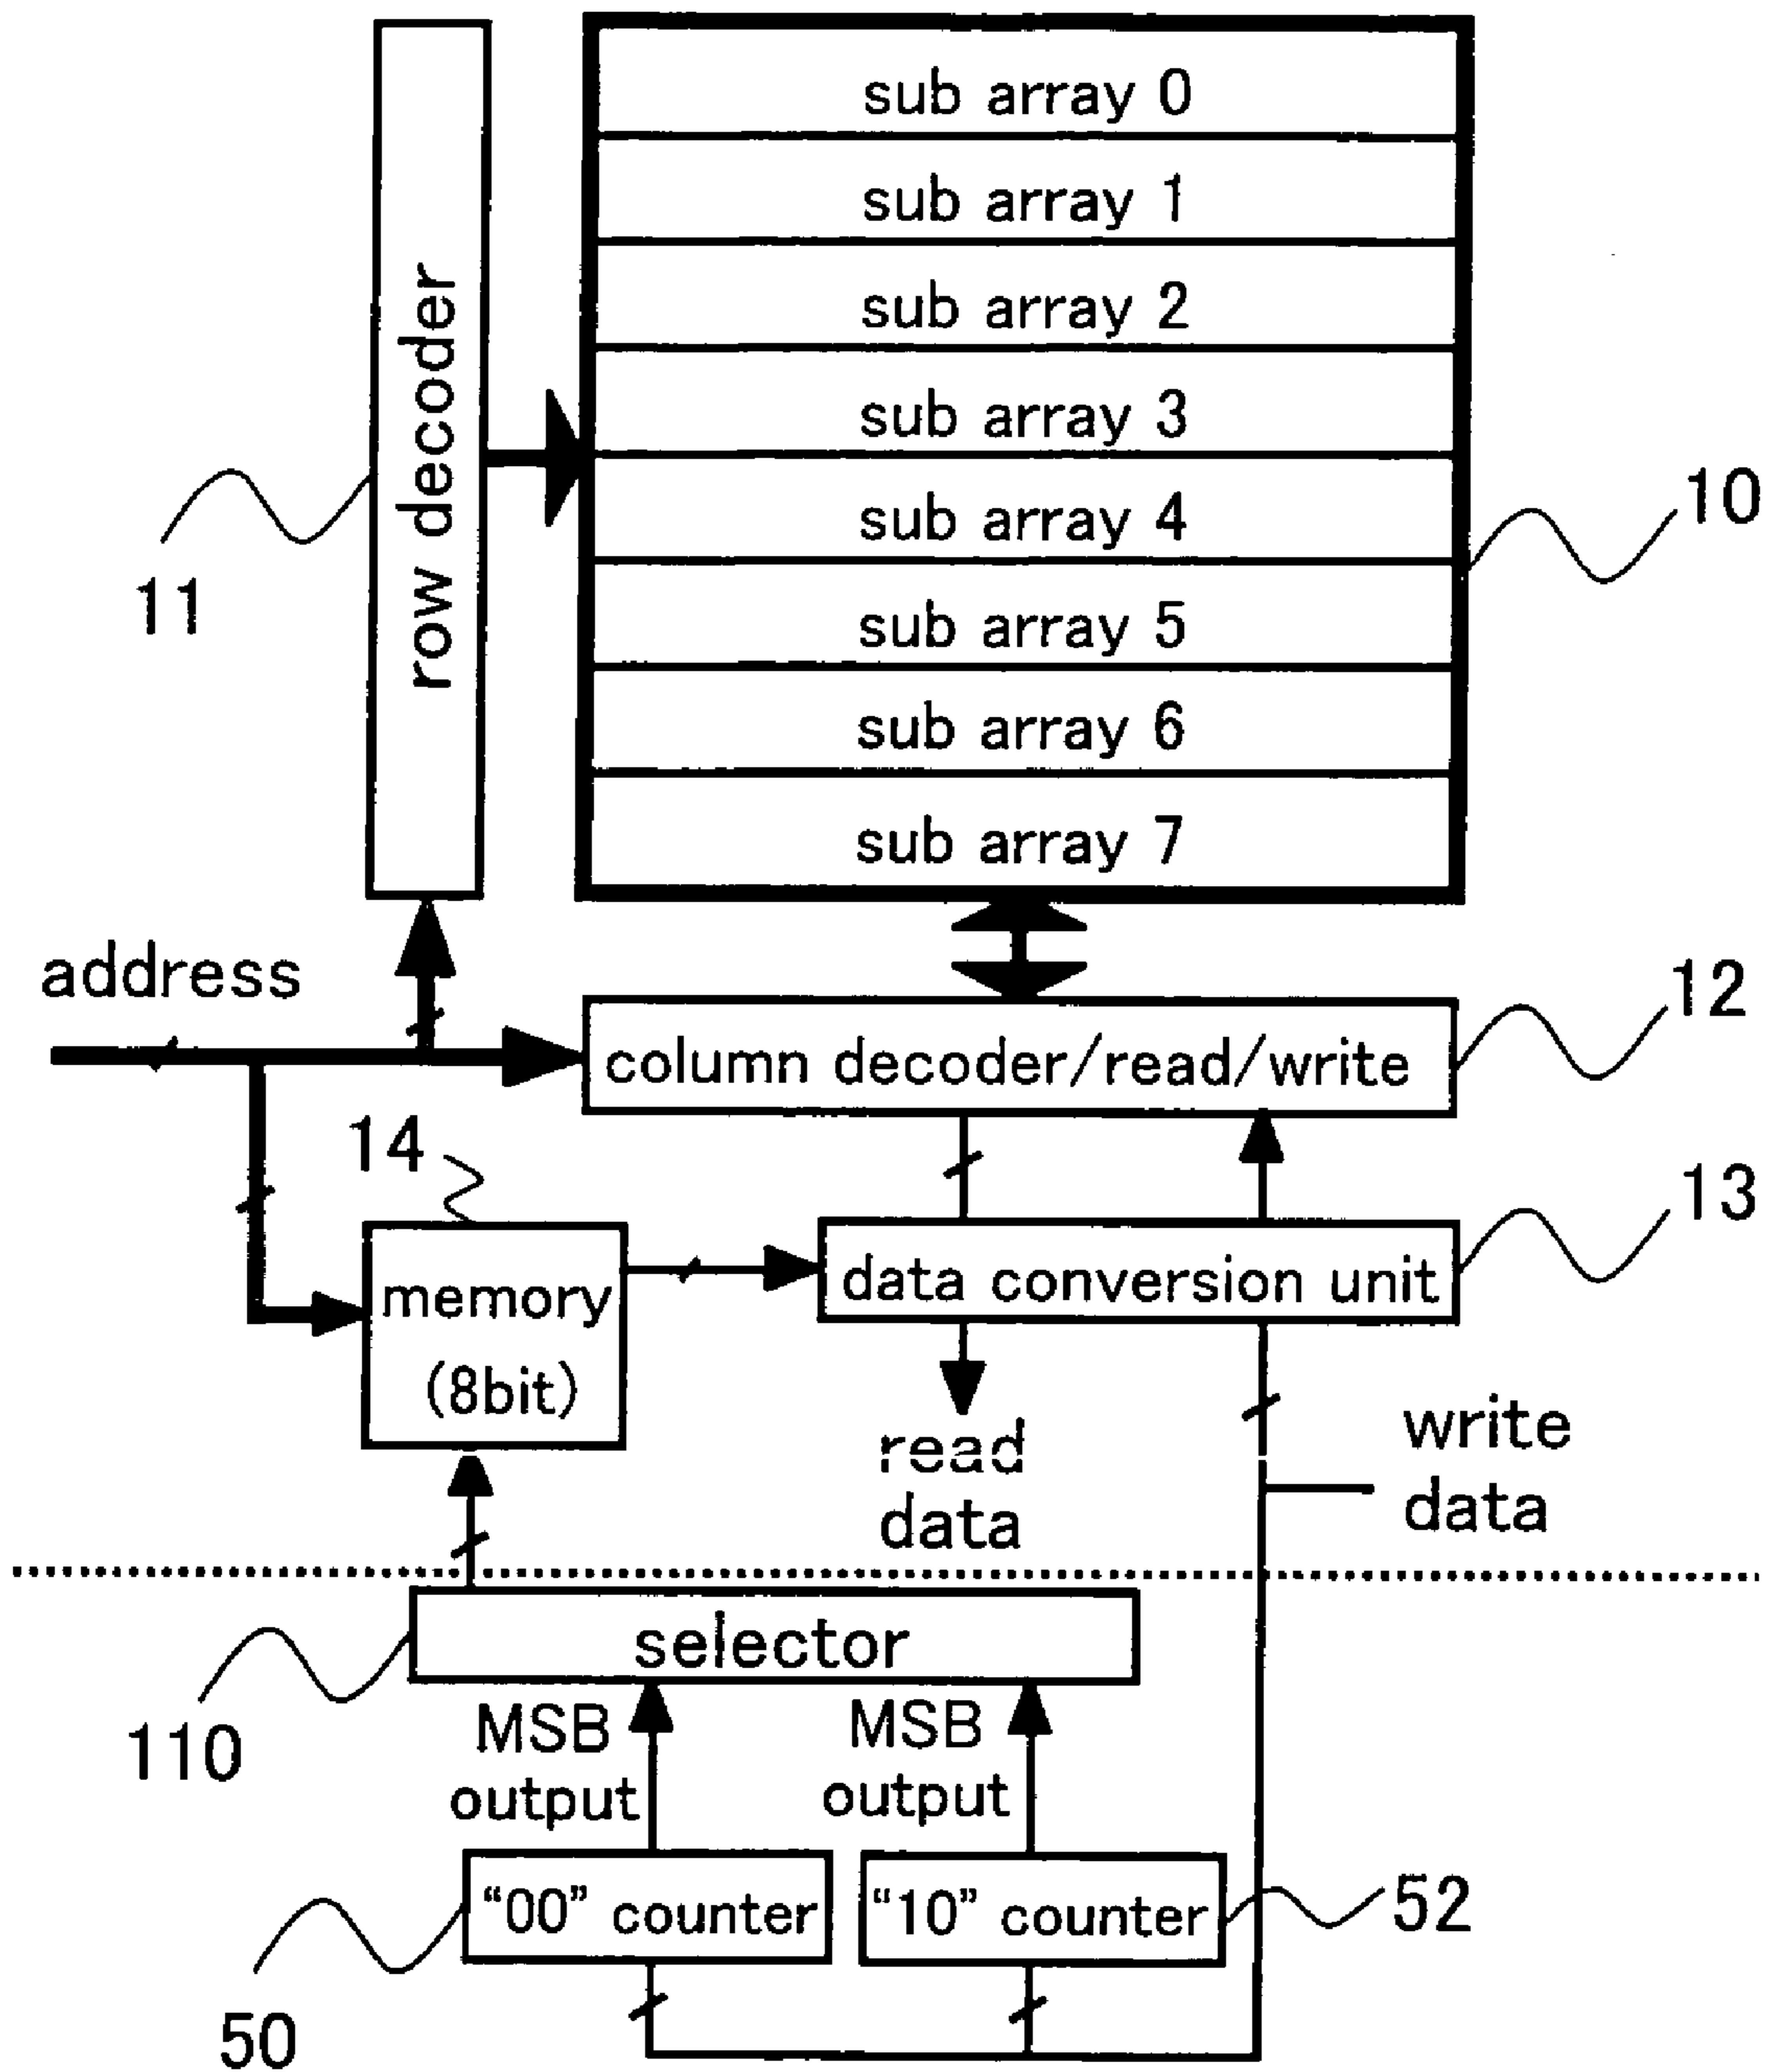 sub array 0
sub array 1
sub array 2
sub array 3
sub array 4
sub array 5
sub array 6
sub array 7
row decoder
11
10
address
12
column decoder/read/write
14
13
memory
(8bit)
data conversion unit
read
data
write
data
selector
110
MSB
output
MSB
output
"00" counter
"10" counter
52
50